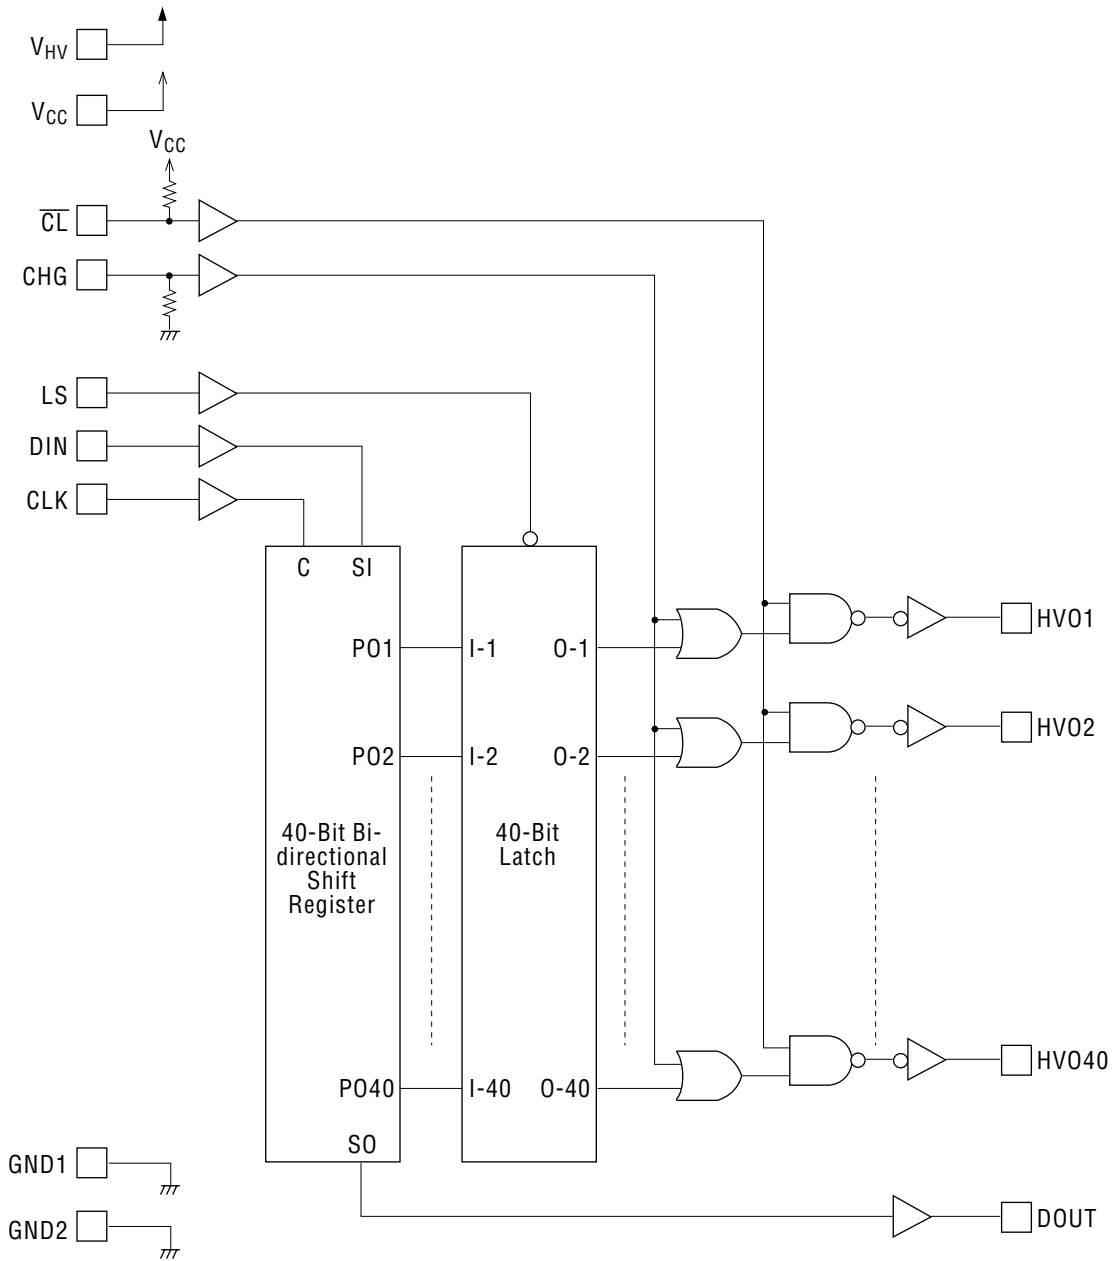 VHV
VCC
VCC
C̅L̅
CHG
LS
DIN
CLK
C SI
PO1 I-1 O-1 HVO1
PO2 I-2 O-2 HVO2
40-Bit Bi-
directional
Shift
Register
40-Bit
Latch
PO40 I-40 O-40 HVO40
SO
GND1
GND2
DOUT